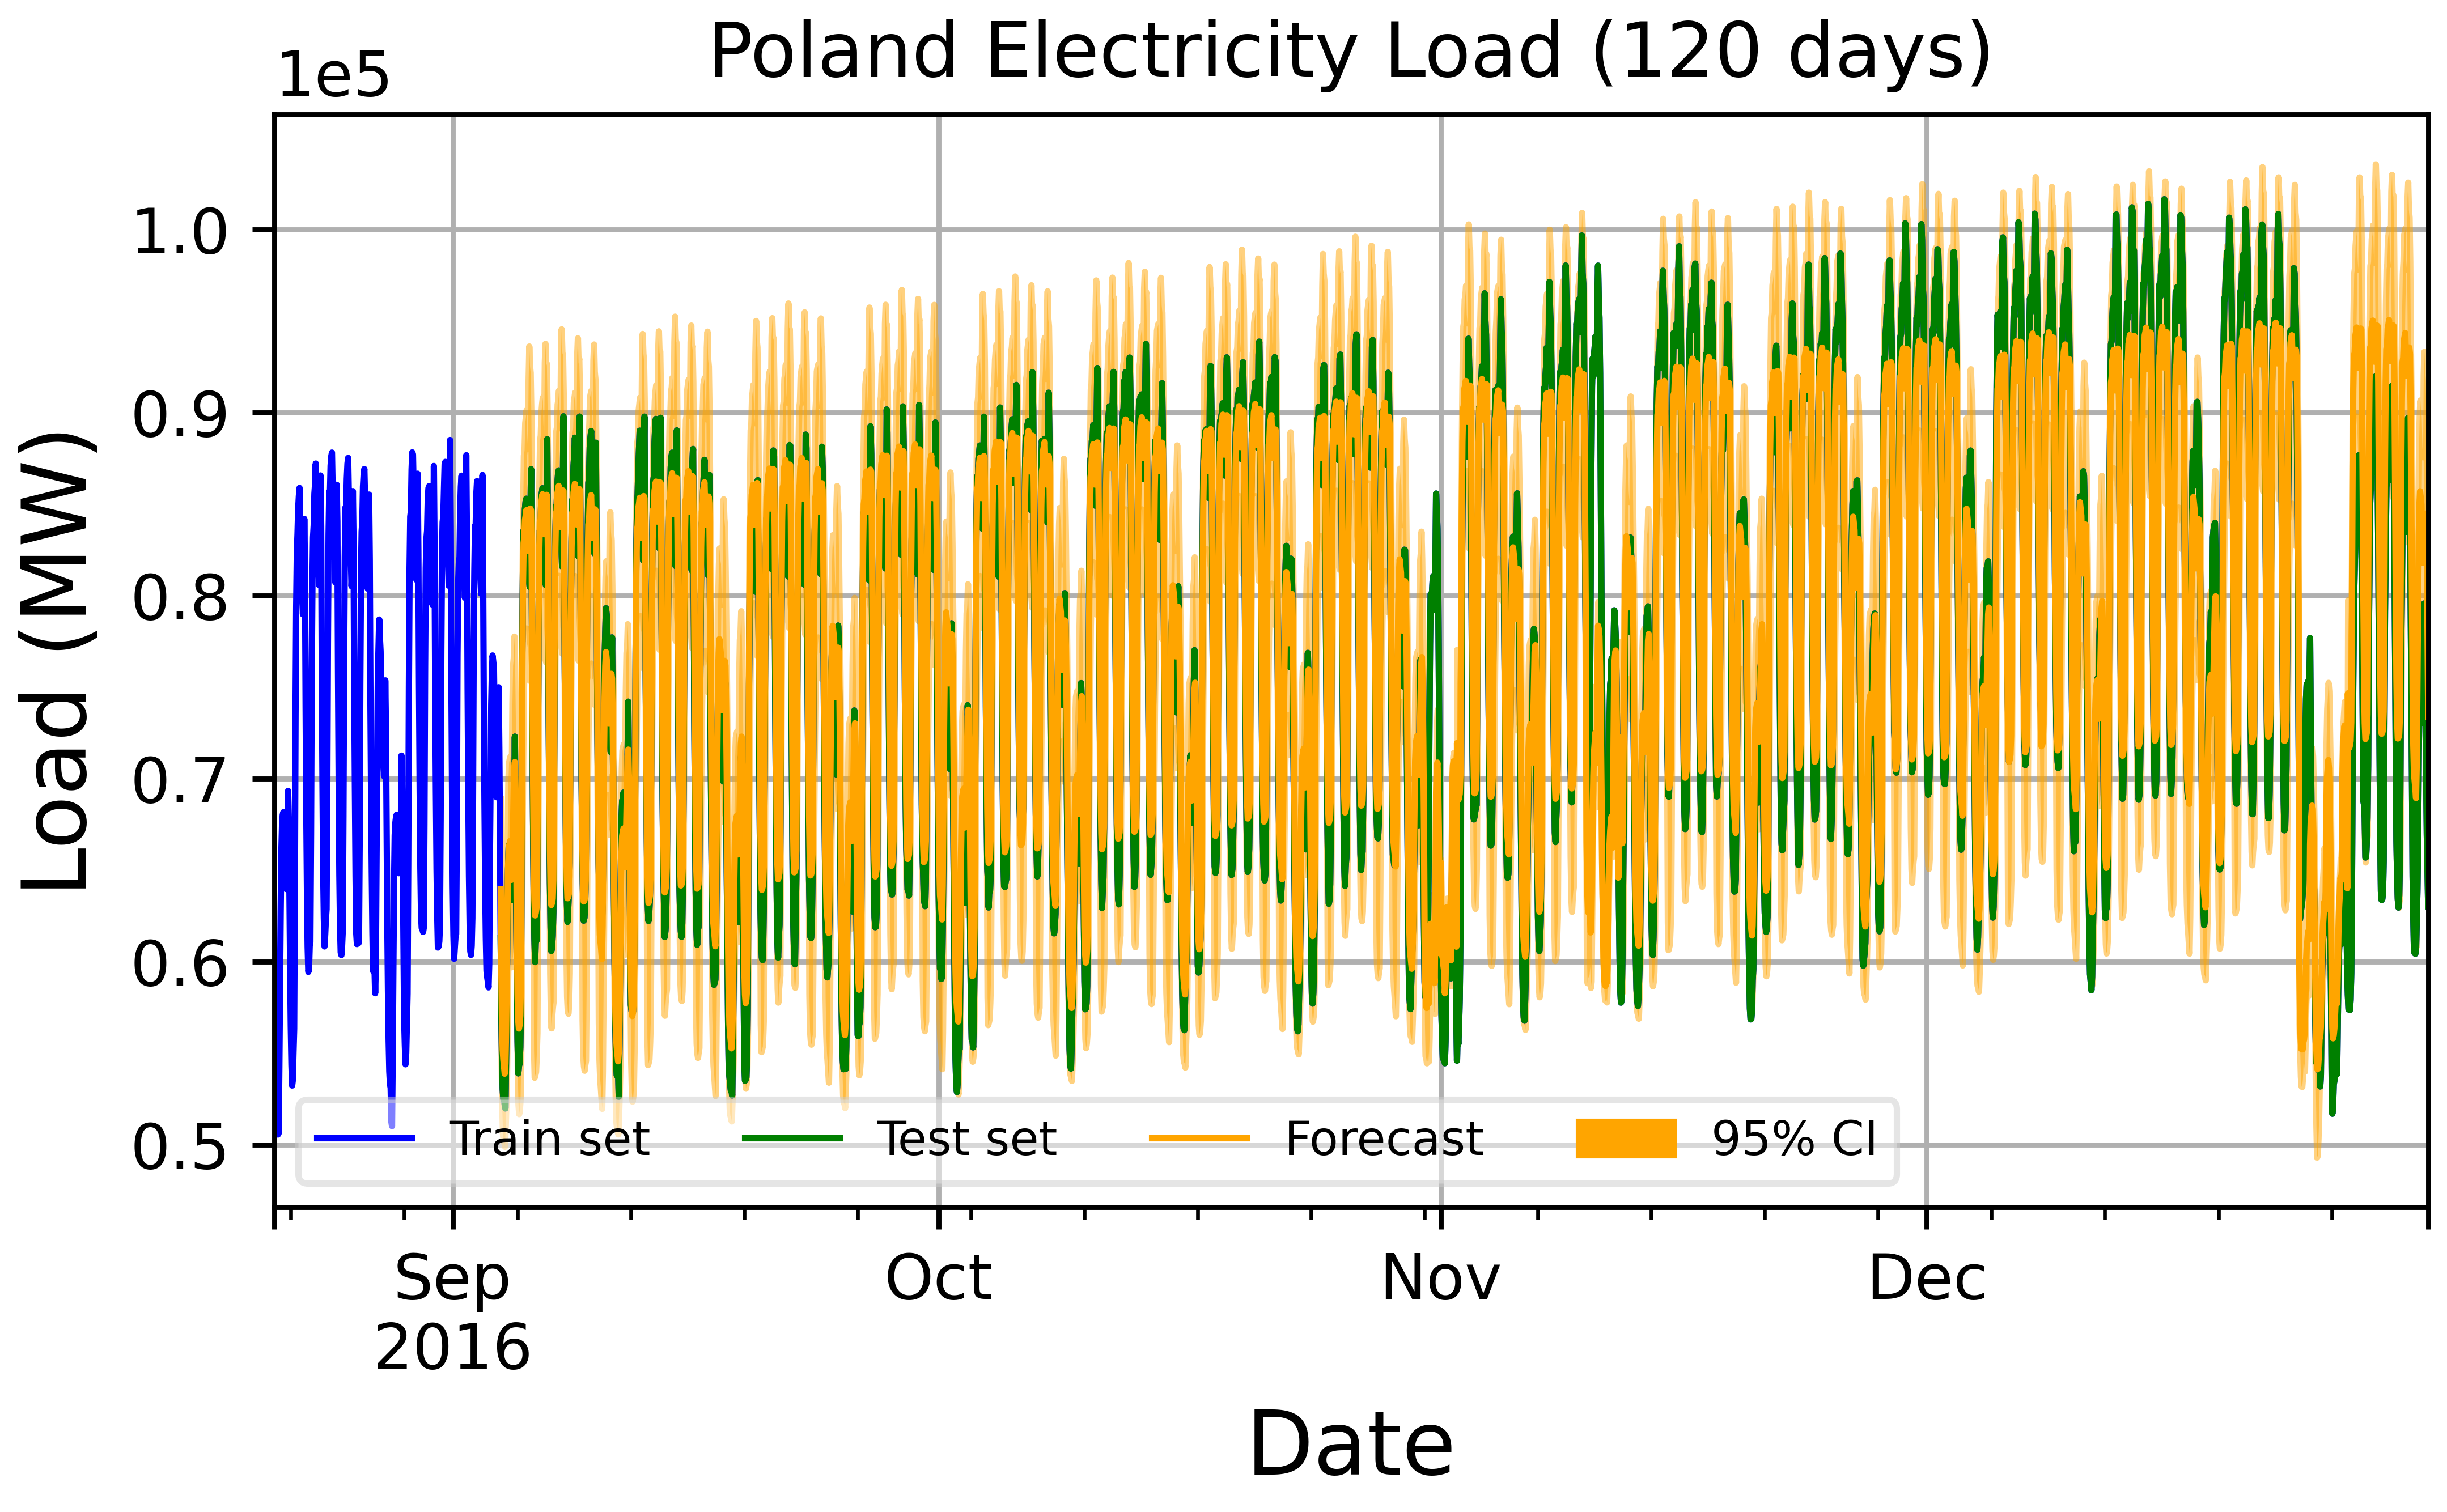 Poland Electricity Load (120 days)
1e5
1.0
0.9
0.8
0.7
0.6
0.5
Load (MW)
Train set
Test set
Forecast
95% CI
Sep
2016
Oct
Nov
Dec
Date